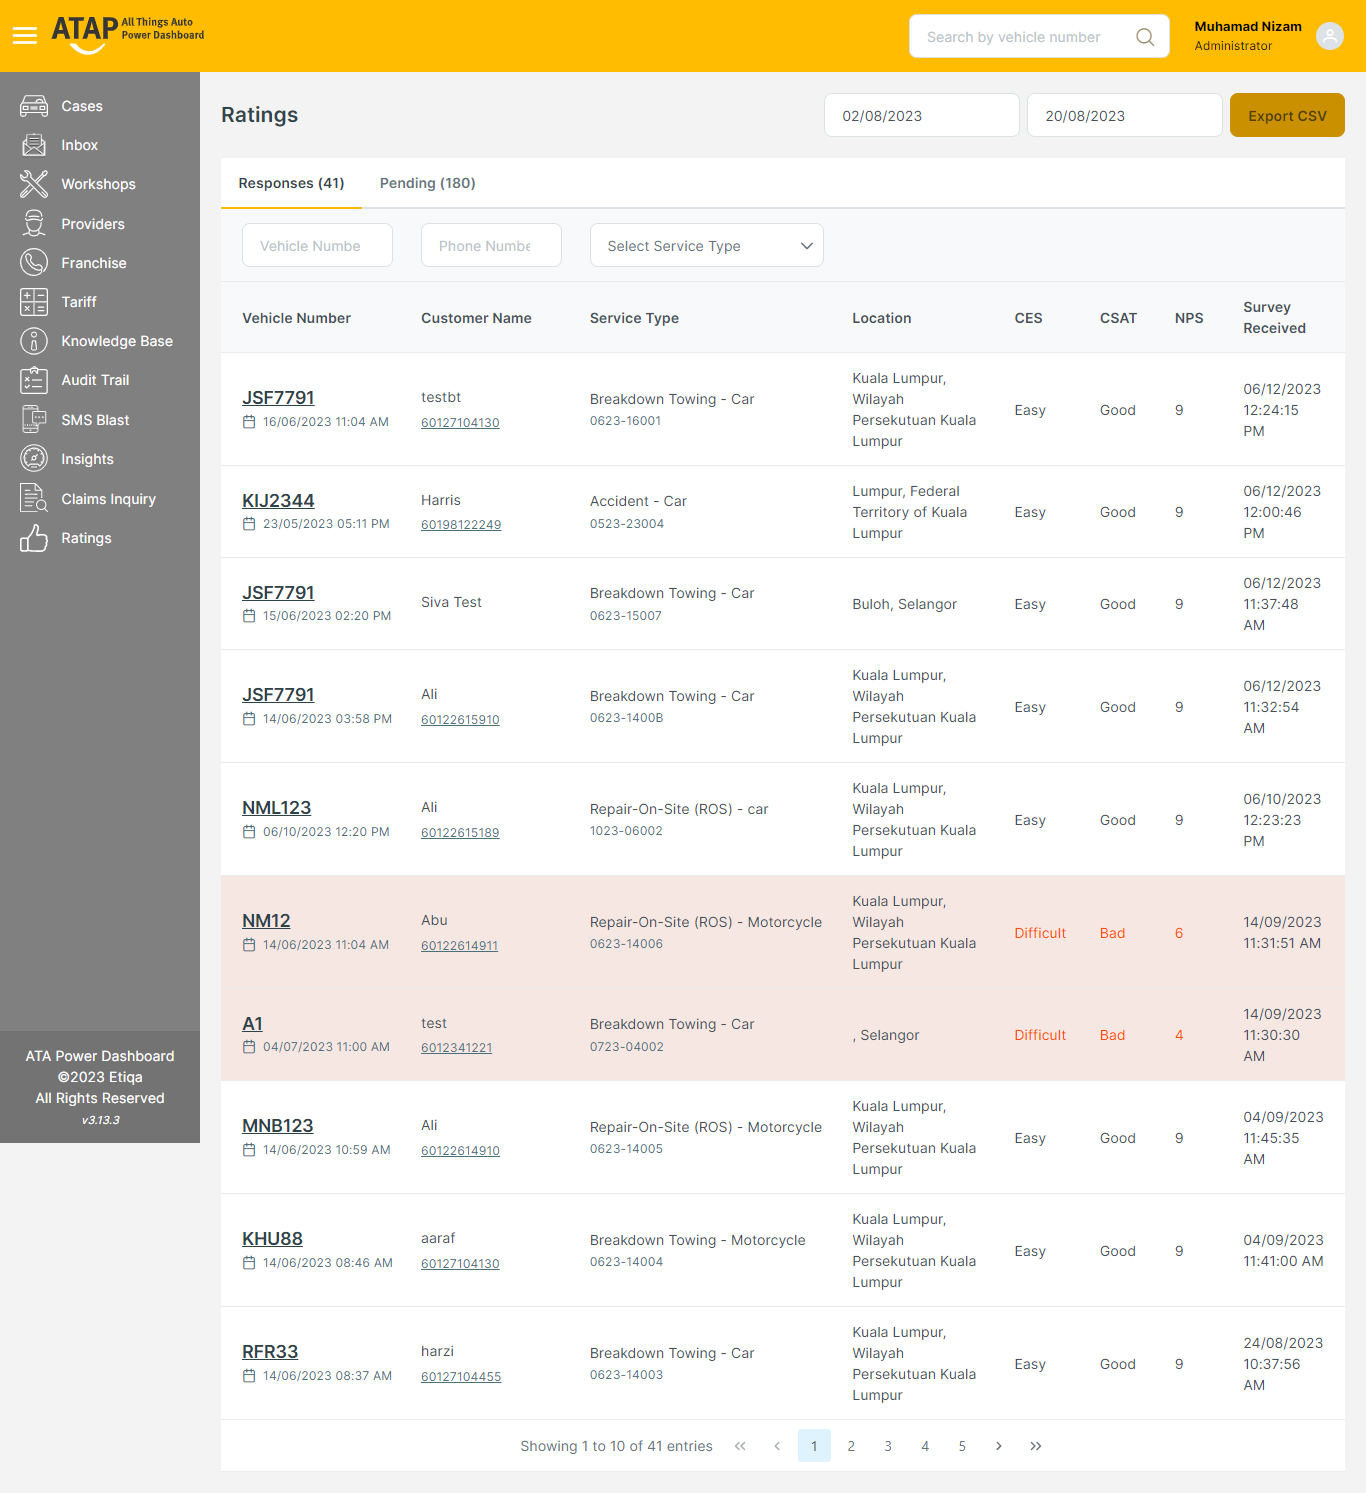 ATAP All Things Auto
Power Dashboard
Search by vehicle number
Muhamad Nizam
Administrator
Cases
Inbox
Workshops
Providers
Franchise
Tariff
Knowledge Base
Audit Trail
SMS Blast
Insights
Claims Inquiry
Ratings
ATA Power Dashboard
©2023 Etiqa
All Rights Reserved
v3.13.3
Ratings
02/08/2023
20/08/2023
Export CSV
Responses (41)
Pending (180)
Vehicle Numbe
Phone Numbe
Select Service Type
Vehicle Number
Customer Name
Service Type
Location
CES
CSAT
NPS
Survey
Received
JSF7791
16/06/2023 11:04 AM
testbt
60127104130
Breakdown Towing - Car
0623-16001
Kuala Lumpur,
Wilayah
Persekutuan Kuala
Lumpur
Easy
Good
9
06/12/2023
12:24:15
PM
KIJ2344
23/05/2023 05:11 PM
Harris
60198122249
Accident - Car
0523-23004
Lumpur, Federal
Territory of Kuala
Lumpur
Easy
Good
9
06/12/2023
12:00:46
PM
JSF7791
15/06/2023 02:20 PM
Siva Test
Breakdown Towing - Car
0623-15007
Buloh, Selangor
Easy
Good
9
06/12/2023
11:37:48
AM
JSF7791
14/06/2023 03:58 PM
Ali
60122615910
Breakdown Towing - Car
0623-1400B
Kuala Lumpur,
Wilayah
Persekutuan Kuala
Lumpur
Easy
Good
9
06/12/2023
11:32:54
AM
NML123
06/10/2023 12:20 PM
Ali
60122615189
Repair-On-Site (ROS) - car
1023-06002
Kuala Lumpur,
Wilayah
Persekutuan Kuala
Lumpur
Easy
Good
9
06/10/2023
12:23:23
PM
NM12
14/06/2023 11:04 AM
Abu
60122614911
Repair-On-Site (ROS) - Motorcycle
0623-14006
Kuala Lumpur,
Wilayah
Persekutuan Kuala
Lumpur
Difficult
Bad
6
14/09/2023
11:31:51 AM
A1
04/07/2023 11:00 AM
test
6012341221
Breakdown Towing - Car
0723-04002
, Selangor
Difficult
Bad
4
14/09/2023
11:30:30
AM
MNB123
14/06/2023 10:59 AM
Ali
60122614910
Repair-On-Site (ROS) - Motorcycle
0623-14005
Kuala Lumpur,
Wilayah
Persekutuan Kuala
Lumpur
Easy
Good
9
04/09/2023
11:45:35
AM
KHU88
14/06/2023 08:46 AM
aaraf
60127104130
Breakdown Towing - Motorcycle
0623-14004
Kuala Lumpur,
Wilayah
Persekutuan Kuala
Lumpur
Easy
Good
9
04/09/2023
11:41:00 AM
RFR33
14/06/2023 08:37 AM
harzi
60127104455
Breakdown Towing - Car
0623-14003
Kuala Lumpur,
Wilayah
Persekutuan Kuala
Lumpur
Easy
Good
9
24/08/2023
10:37:56
AM
Showing 1 to 10 of 41 entries « ‹ 1 2 3 4 5 › »